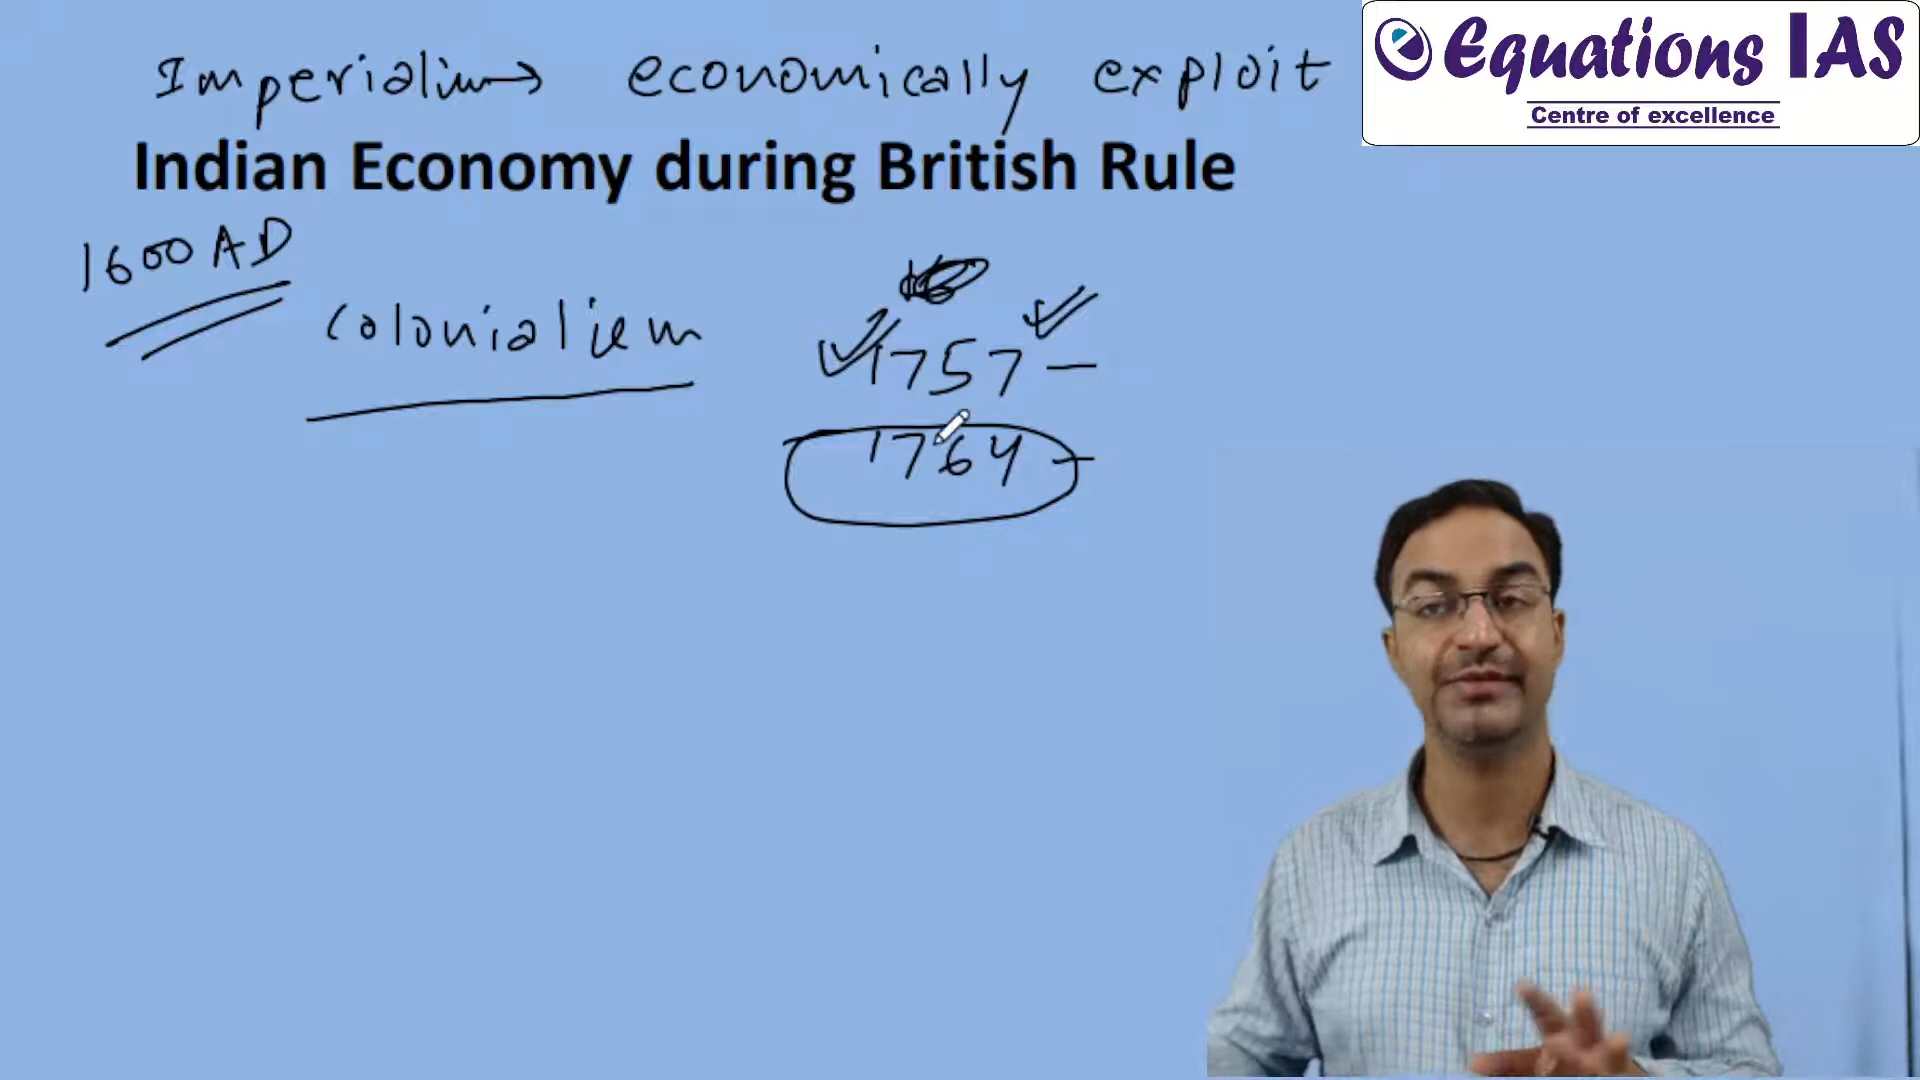 Imperialism→ economically exploit
Equations IAS
Centre of excellence
Indian Economy during British Rule
1600 AD
colonialism
1757 –
1764 –